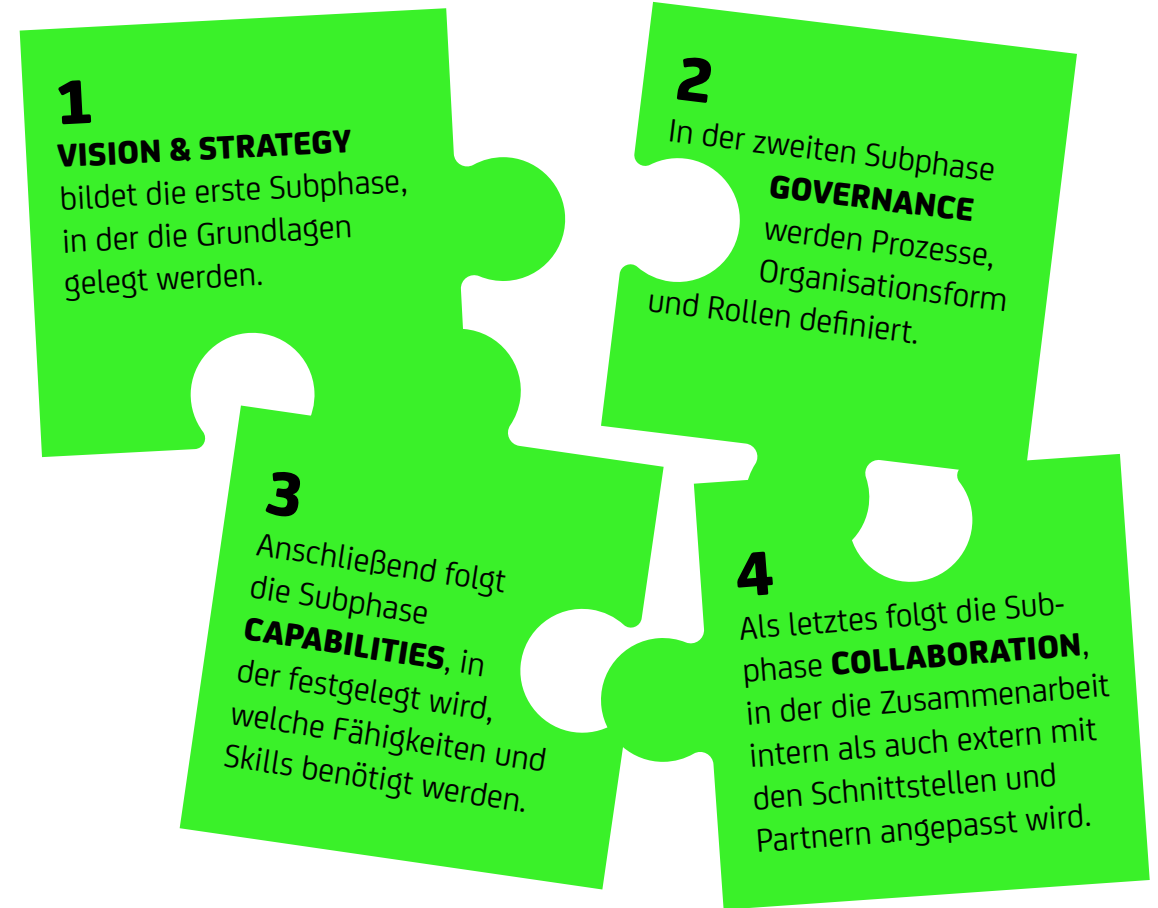 1
VISION & STRATEGY
bildet die erste Subphase,
in der die Grundlagen
gelegt werden.
2
In der zweiten Subphase
GOVERNANCE
werden Prozesse,
Organisationsform
und Rollen definiert.
3
Anschließend folgt
die Subphase
CAPABILITIES, in
der festgelegt wird,
welche Fähigkeiten und
Skills benötigt werden.
4
Als letztes folgt die Sub-
phase COLLABORATION,
in der die Zusammenarbeit
intern als auch extern mit
den Schnittstellen und
Partnern angepasst wird.